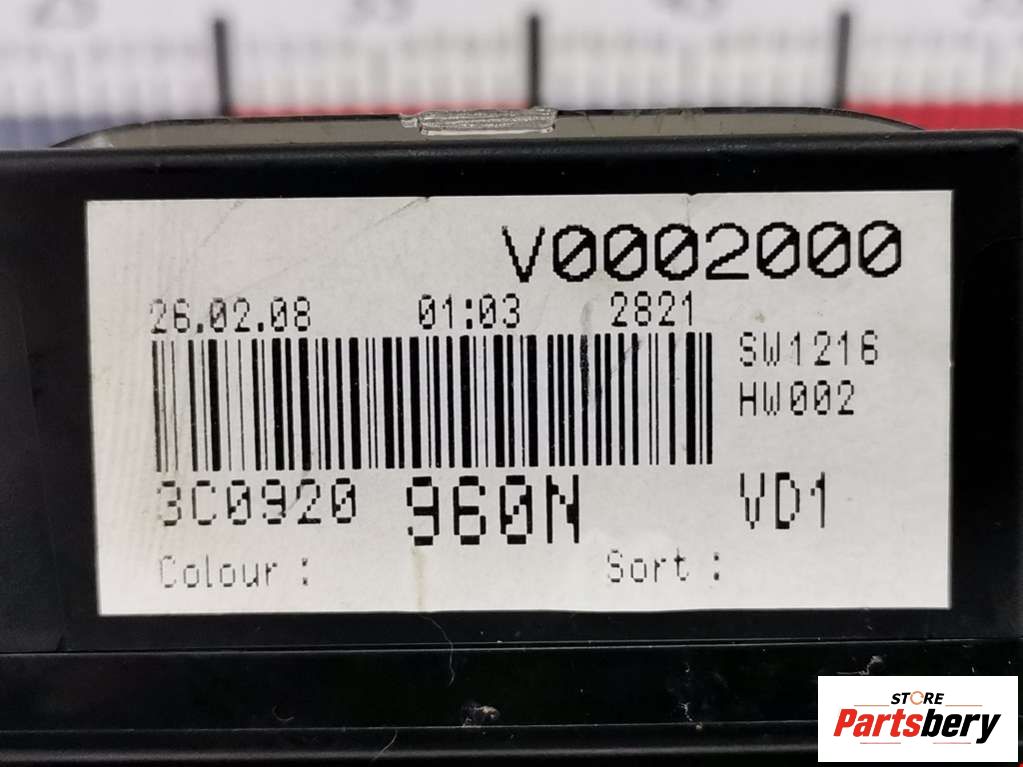 V0002000
26.02.08 01:03 2821
SW1216
HW002
3C0920 960N VD1
Colour : Sort :
STORE
Partsbery